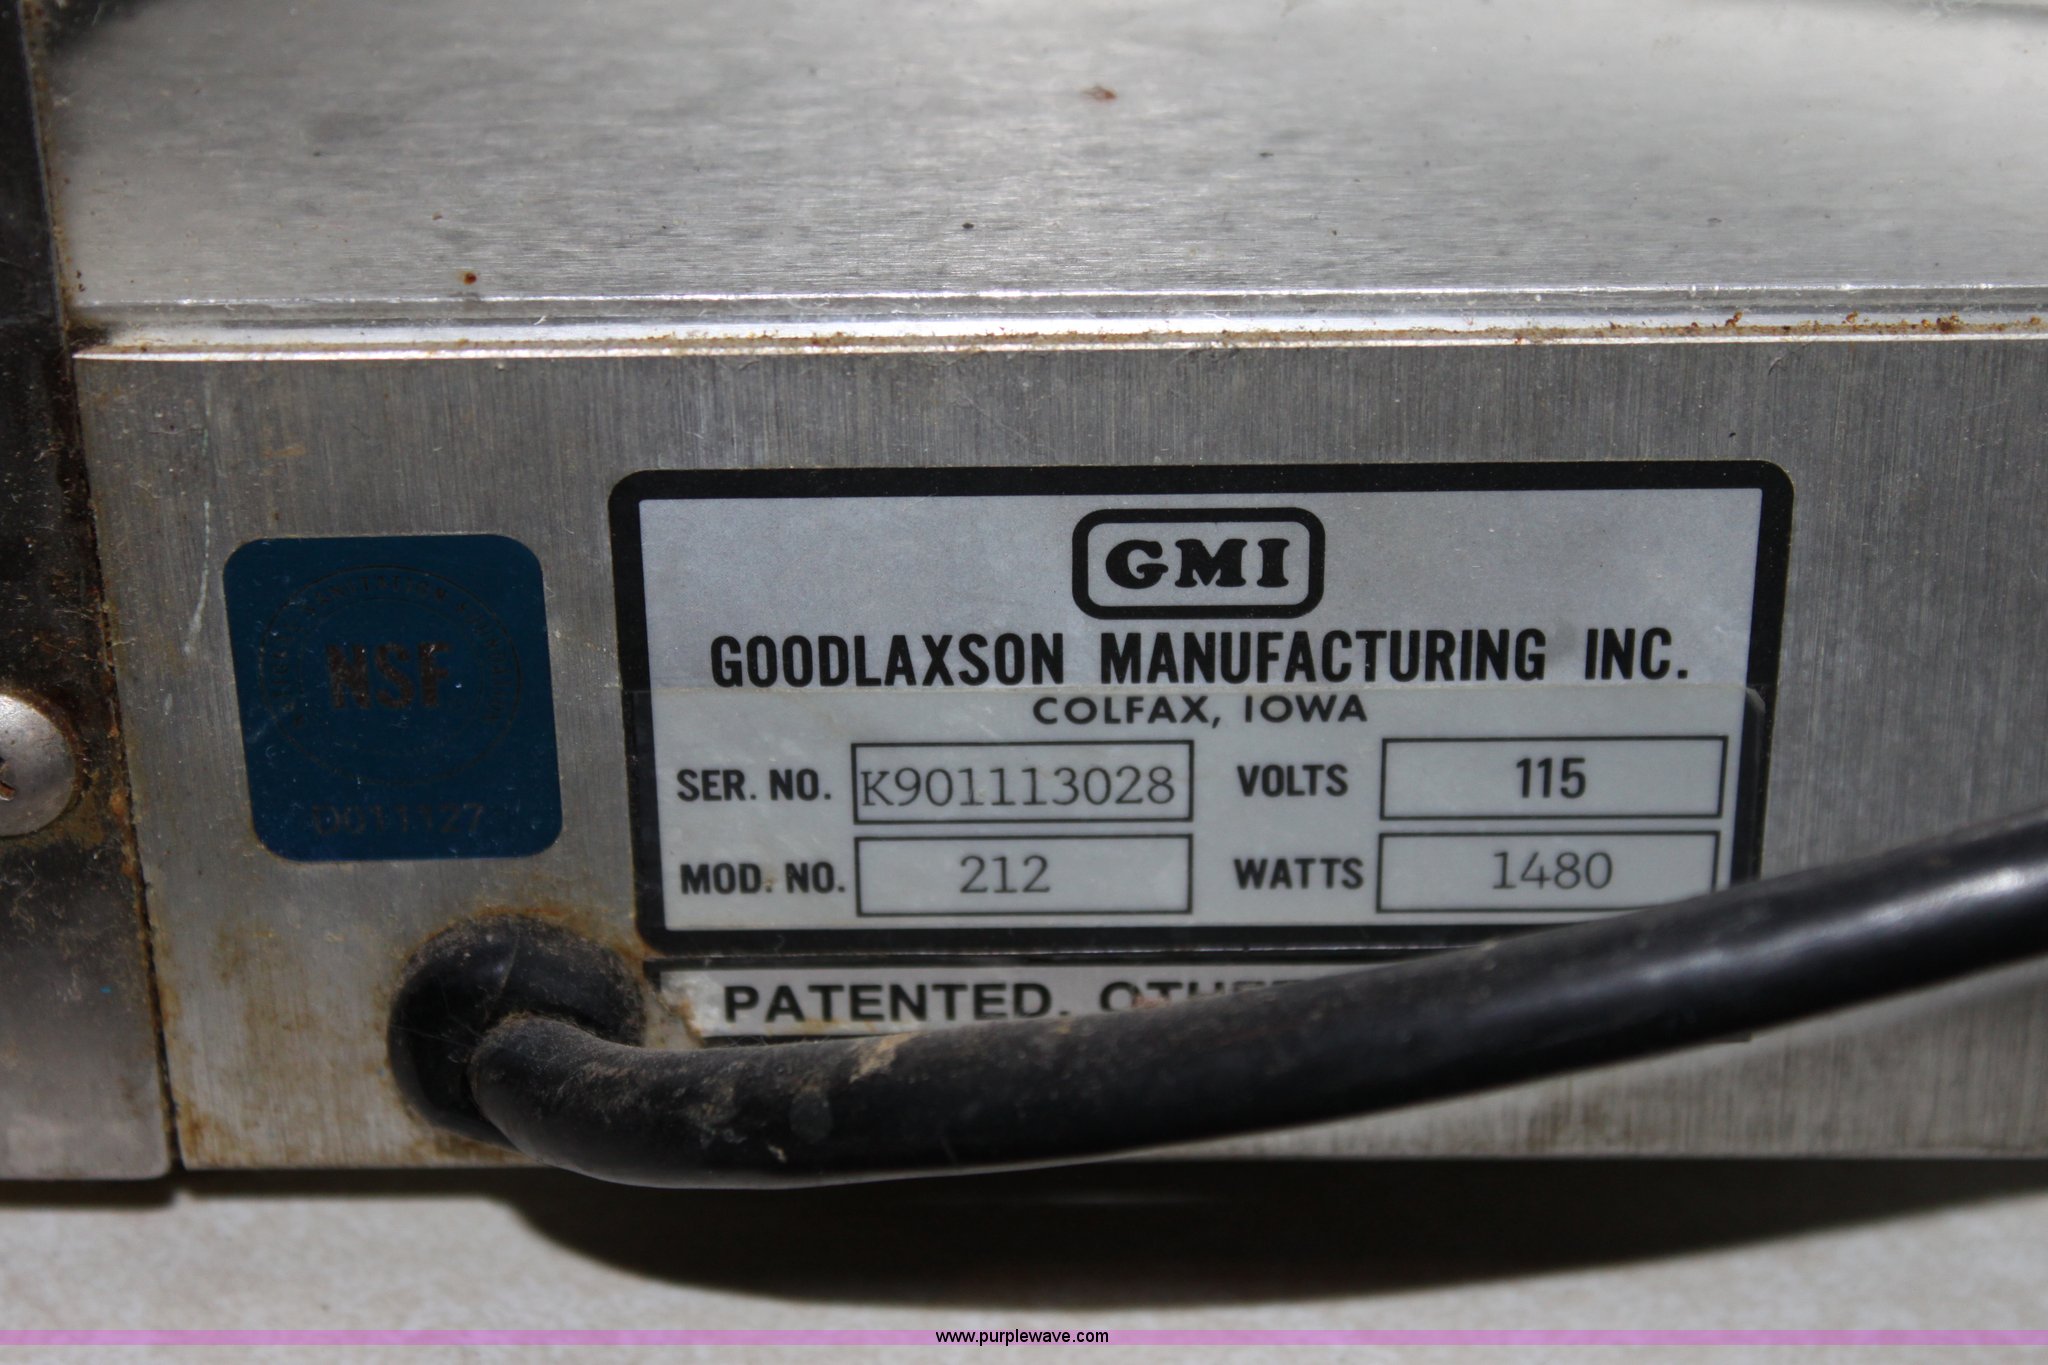 GMI
GOODLAXSON MANUFACTURING INC.
COLFAX, IOWA
SER. NO. K901113028 VOLTS 115
MOD. NO. 212 WATTS 1480
PATENTED.
NSF
D011127
www.purplewave.com